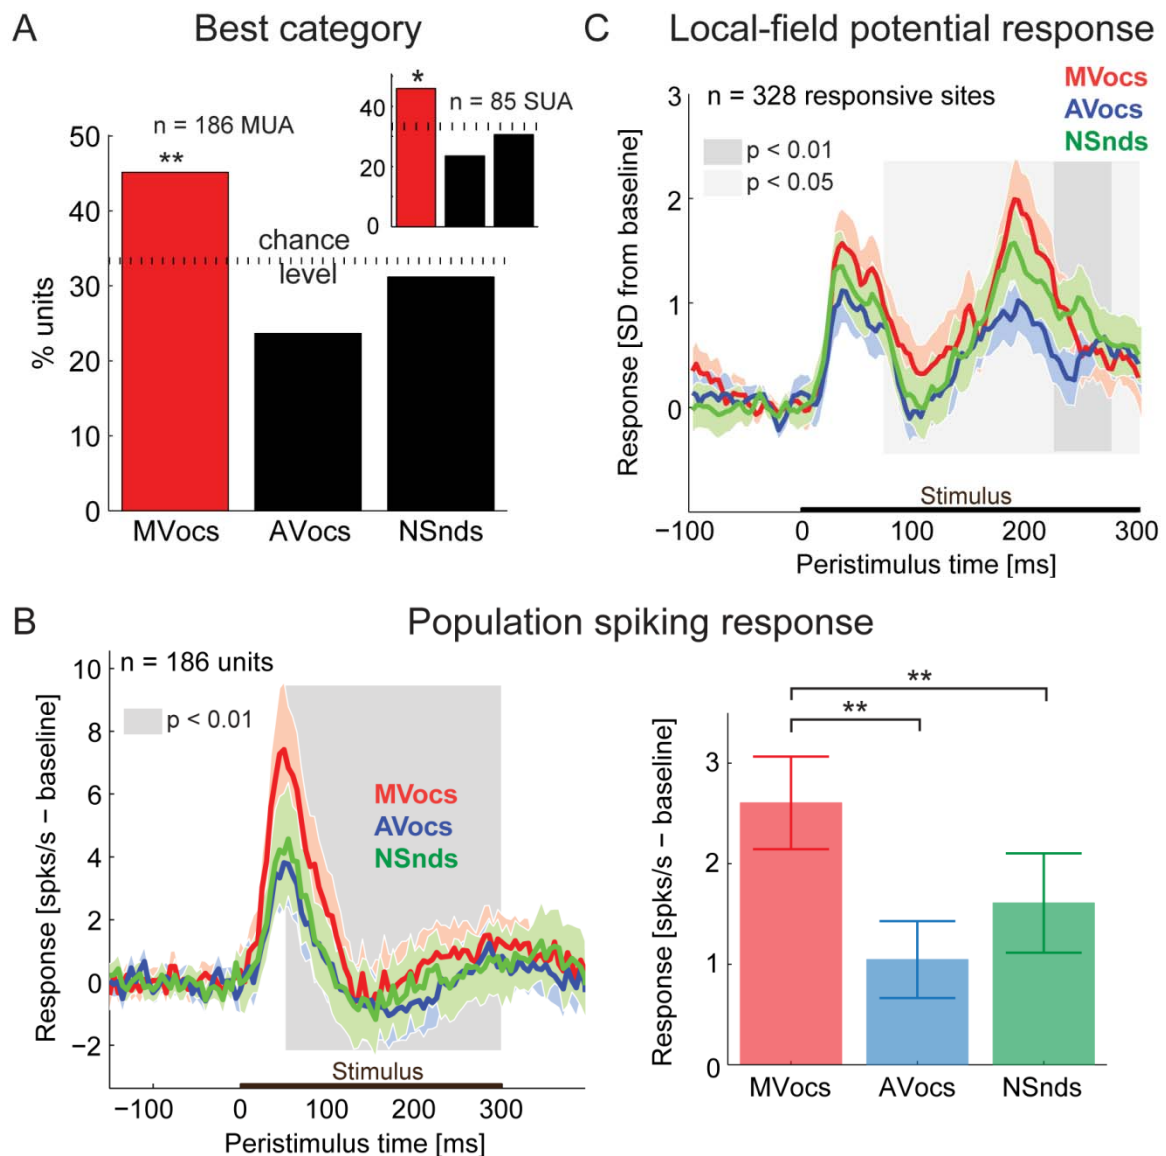 A
Best category
n = 186 MUA
**
50
40
30
20
10
0
% units
chance
level
MVocs
AVocs
NSnds
*
n = 85 SUA
40
20
0
C
Local-field potential response
MVocs
AVocs
NSnds
n = 328 responsive sites
p < 0.01
p < 0.05
3
2
1
0
Response [SD from baseline]
Stimulus
−100
0
100
200
300
Peristimulus time [ms]
B
Population spiking response
n = 186 units
p < 0.01
10
8
6
4
2
0
−2
Response [spks/s − baseline]
MVocs
AVocs
NSnds
Stimulus
−100
0
100
200
300
Peristimulus time [ms]
**
**
3
2
1
0
Response [spks/s − baseline]
MVocs
AVocs
NSnds